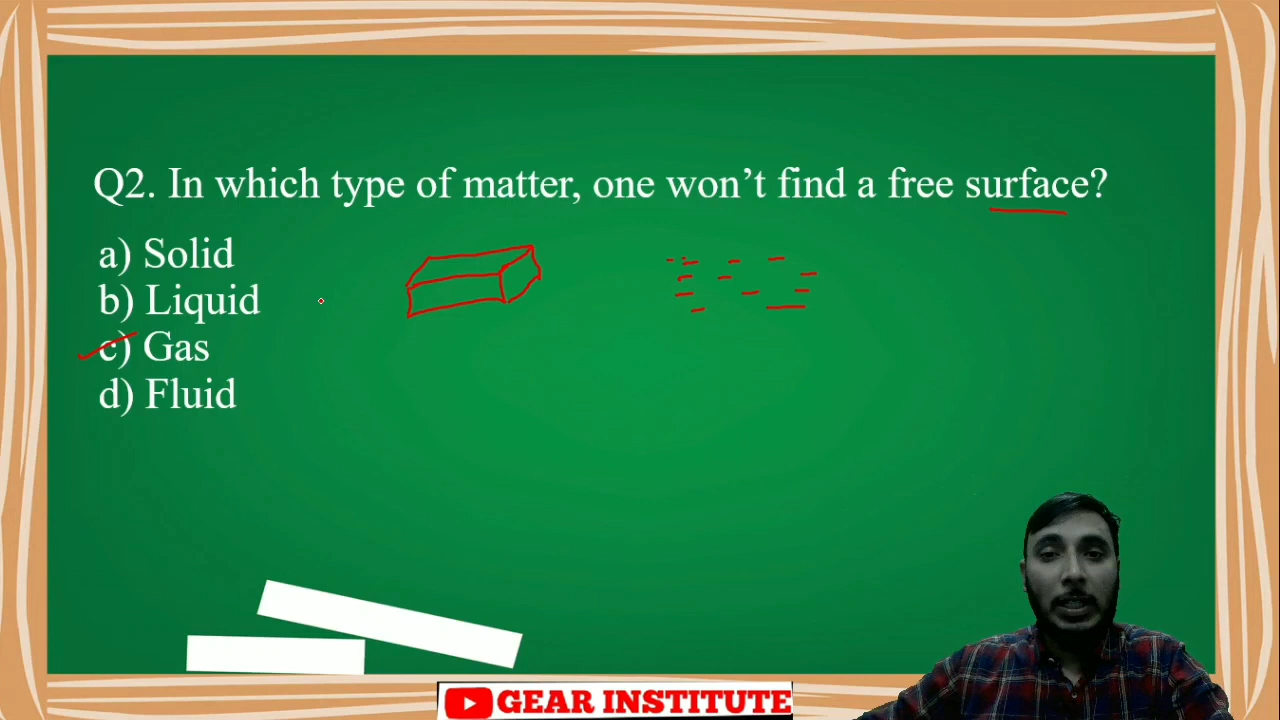 Q2. In which type of matter, one won't find a free surface?
a) Solid
b) Liquid
c) Gas
d) Fluid
GEAR INSTITUTE